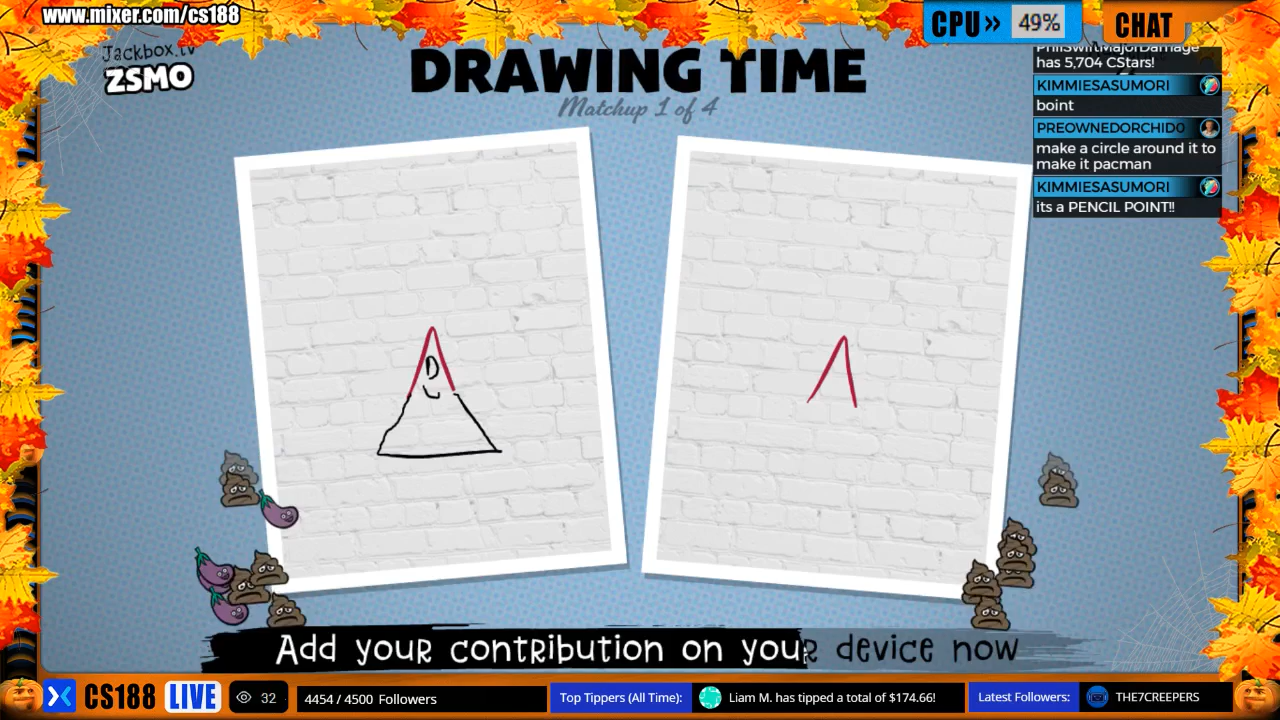 www.mixer.com/cs188
CPU»
49%
CHAT
Jackbox.tv
ZSMO
DRAWING TIME
Matchup 1 of 4
PhilSwiftMajorDamage
has 5,704 CStars!
KIMMIESASUMORI
boint
PREOWNEDORCHID0
make a circle around it to
make it pacman
KIMMIESASUMORI
its a PENCIL POINT!!
D
Add your contribution on your device now
CS188 LIVE
32
4454 / 4500 Followers
Top Tippers (All Time):
Liam M. has tipped a total of $174.66!
Latest Followers:
THE7CREEPERS